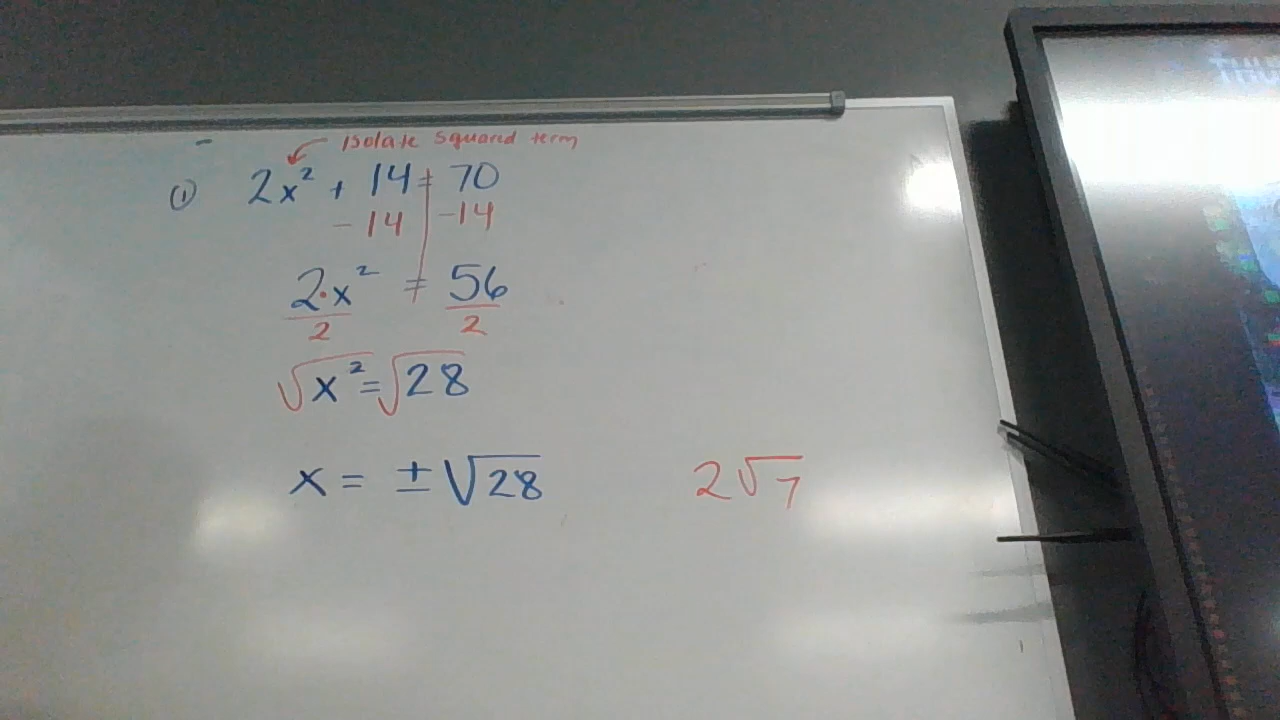 Isolate Squared term
① 2x² + 14 = 70
-14 -14
2·x² = 56
2 2
√x² = √28
x = ± √28
2√7